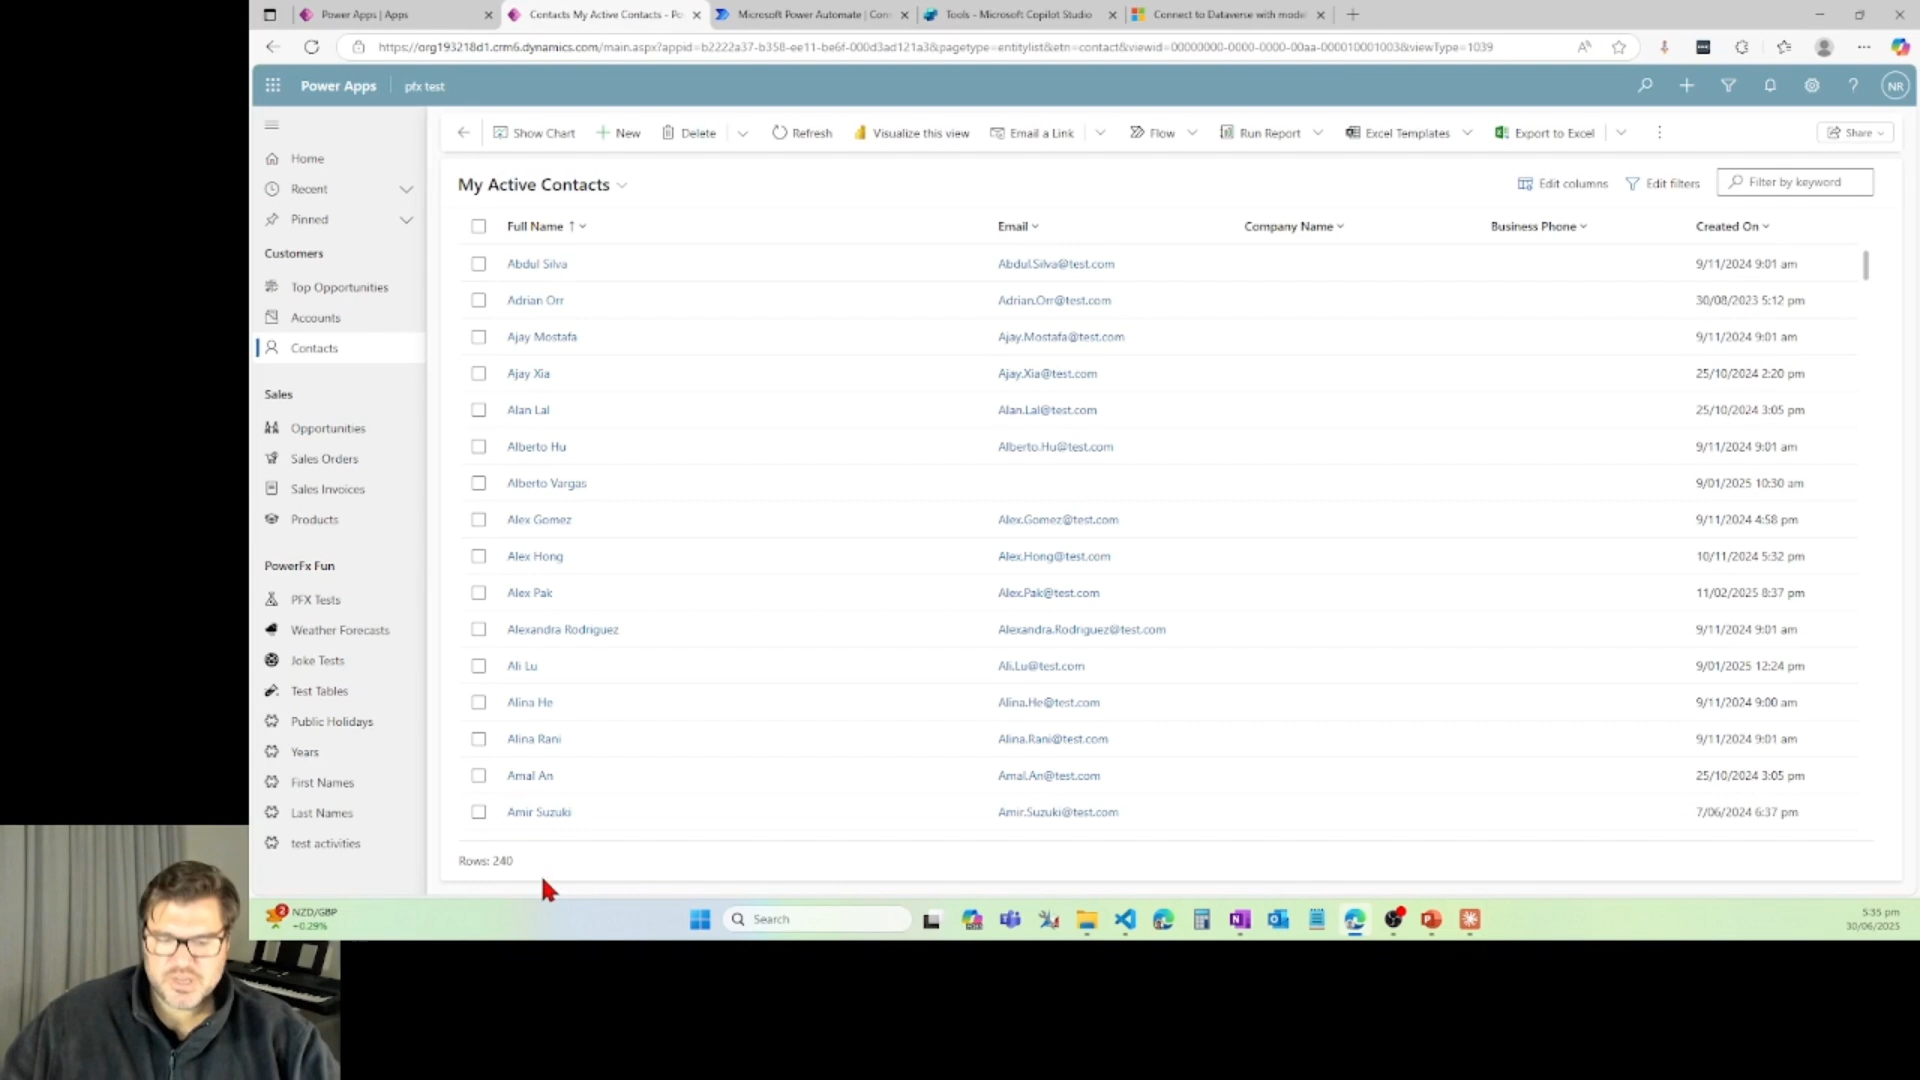 Power Apps | Apps
Contacts My Active Contacts - Po
Microsoft Power Automate | Con
Tools - Microsoft Copilot Studio
Connect to Dataverse with mode
https://org193218d1.crm6.dynamics.com/main.aspx?appid=b2222a37-b358-ee11-be6f-000d3ad121a3&pagetype=entitylist&etn=contact&viewid=00000000-0000-0000-00aa-000010001003&viewType=1039
Power Apps pfx test NR
Show Chart New Delete Refresh Visualize this view Email a Link Flow Run Report Excel Templates Export to Excel Share
Home
Recent
Pinned
Customers
Top Opportunities
Accounts
Contacts
Sales
Opportunities
Sales Orders
Sales Invoices
Products
PowerFx Fun
PFX Tests
Weather Forecasts
Joke Tests
Test Tables
Public Holidays
Years
First Names
Last Names
test activities
My Active Contacts Edit columns Edit filters Filter by keyword
Full Name ↑ Email Company Name Business Phone Created On
Abdul Silva Abdul.Silva@test.com 9/11/2024 9:01 am
Adrian Orr Adrian.Orr@test.com 30/08/2023 5:12 pm
Ajay Mostafa Ajay.Mostafa@test.com 9/11/2024 9:01 am
Ajay Xia Ajay.Xia@test.com 25/10/2024 2:20 pm
Alan Lal Alan.Lal@test.com 25/10/2024 3:05 pm
Alberto Hu Alberto.Hu@test.com 9/11/2024 9:01 am
Alberto Vargas 9/01/2025 10:30 am
Alex Gomez Alex.Gomez@test.com 9/11/2024 4:58 pm
Alex Hong Alex.Hong@test.com 10/11/2024 5:32 pm
Alex Pak Alex.Pak@test.com 11/02/2025 8:37 pm
Alexandra Rodriguez Alexandra.Rodriguez@test.com 9/11/2024 9:01 am
Ali Lu Ali.Lu@test.com 9/01/2025 12:24 pm
Alina He Alina.He@test.com 9/11/2024 9:00 am
Alina Rani Alina.Rani@test.com 9/11/2024 9:01 am
Amal An Amal.An@test.com 25/10/2024 3:05 pm
Amir Suzuki Amir.Suzuki@test.com 7/06/2024 6:37 pm
Rows: 240
2
NZD/GBP
+0.29%
Search
5:35 pm
30/06/2025